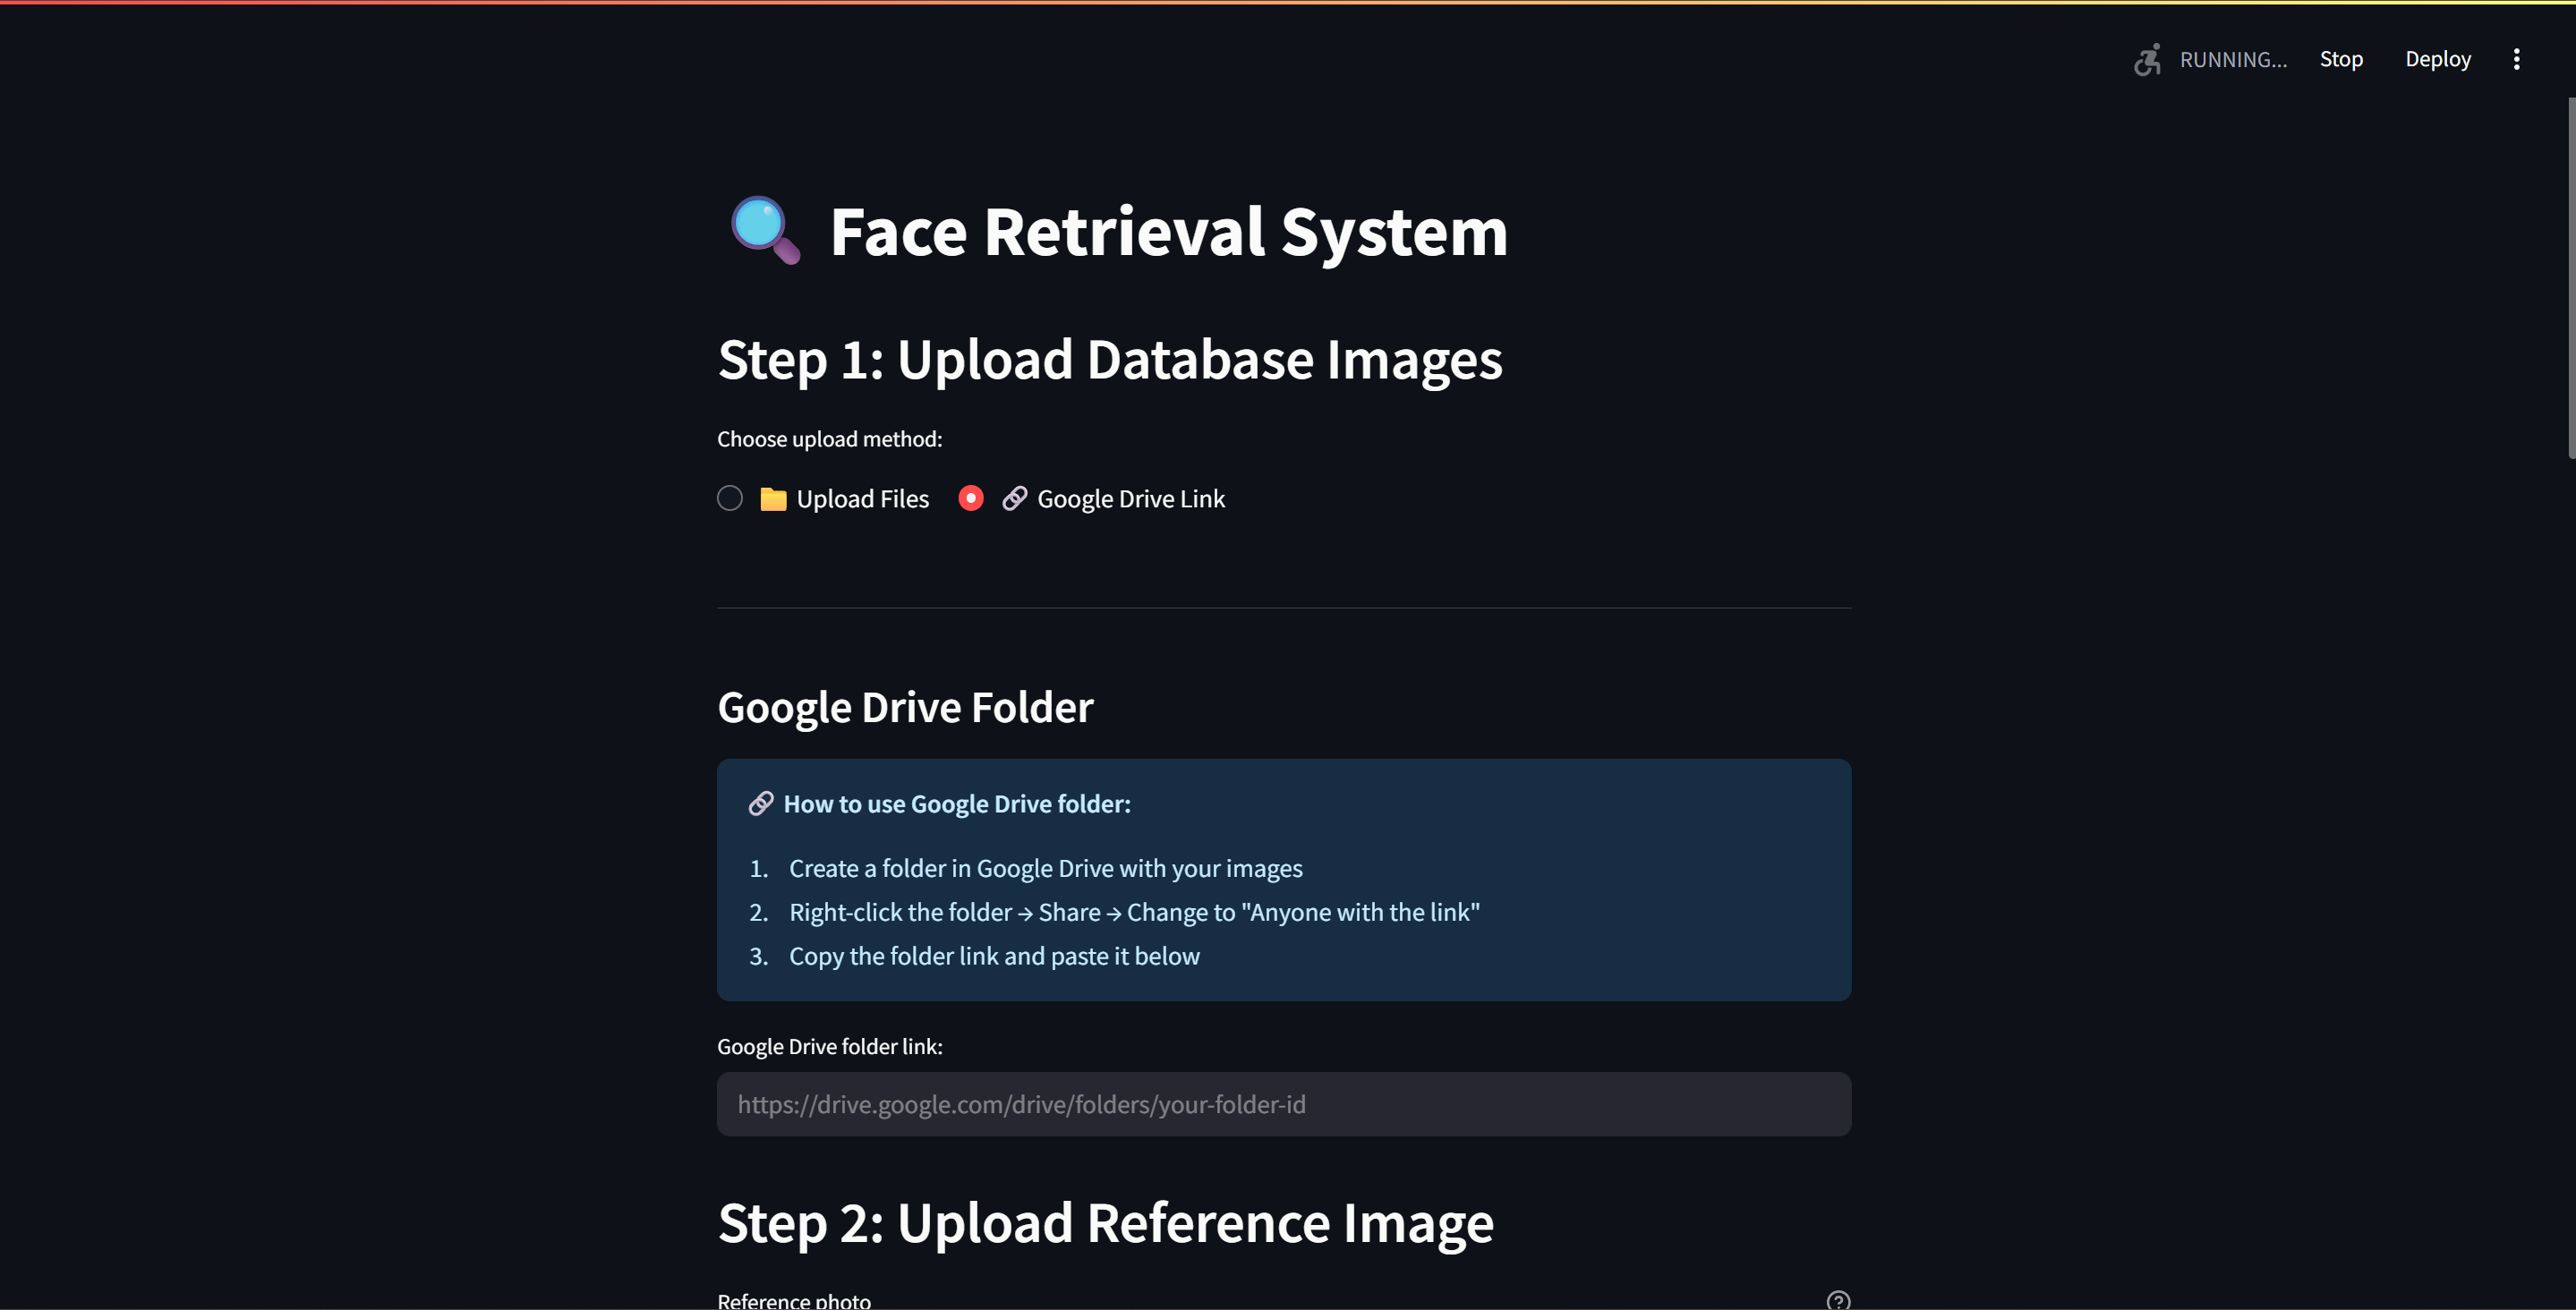 RUNNING...
Stop
Deploy
Face Retrieval System
Step 1: Upload Database Images
Choose upload method:
Upload Files
Google Drive Link
Google Drive Folder
How to use Google Drive folder:
1. Create a folder in Google Drive with your images
2. Right-click the folder → Share → Change to "Anyone with the link"
3. Copy the folder link and paste it below
Google Drive folder link:
https://drive.google.com/drive/folders/your-folder-id
Step 2: Upload Reference Image
Reference photo